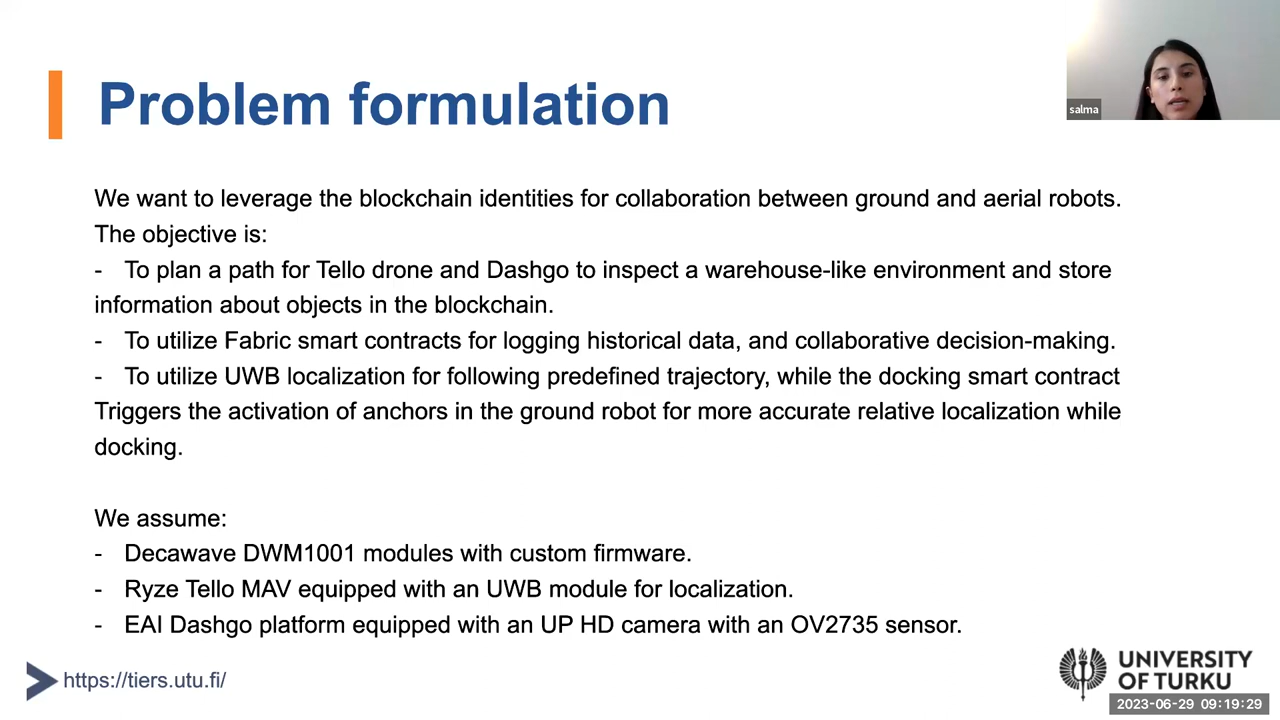 Problem formulation
salma
We want to leverage the blockchain identities for collaboration between ground and aerial robots.
The objective is:
- To plan a path for Tello drone and Dashgo to inspect a warehouse-like environment and store
information about objects in the blockchain.
- To utilize Fabric smart contracts for logging historical data, and collaborative decision-making.
- To utilize UWB localization for following predefined trajectory, while the docking smart contract
Triggers the activation of anchors in the ground robot for more accurate relative localization while
docking.
We assume:
- Decawave DWM1001 modules with custom firmware.
- Ryze Tello MAV equipped with an UWB module for localization.
- EAI Dashgo platform equipped with an UP HD camera with an OV2735 sensor.
https://tiers.utu.fi/
UNIVERSITY
OF TURKU
2023-06-29 09:19:29